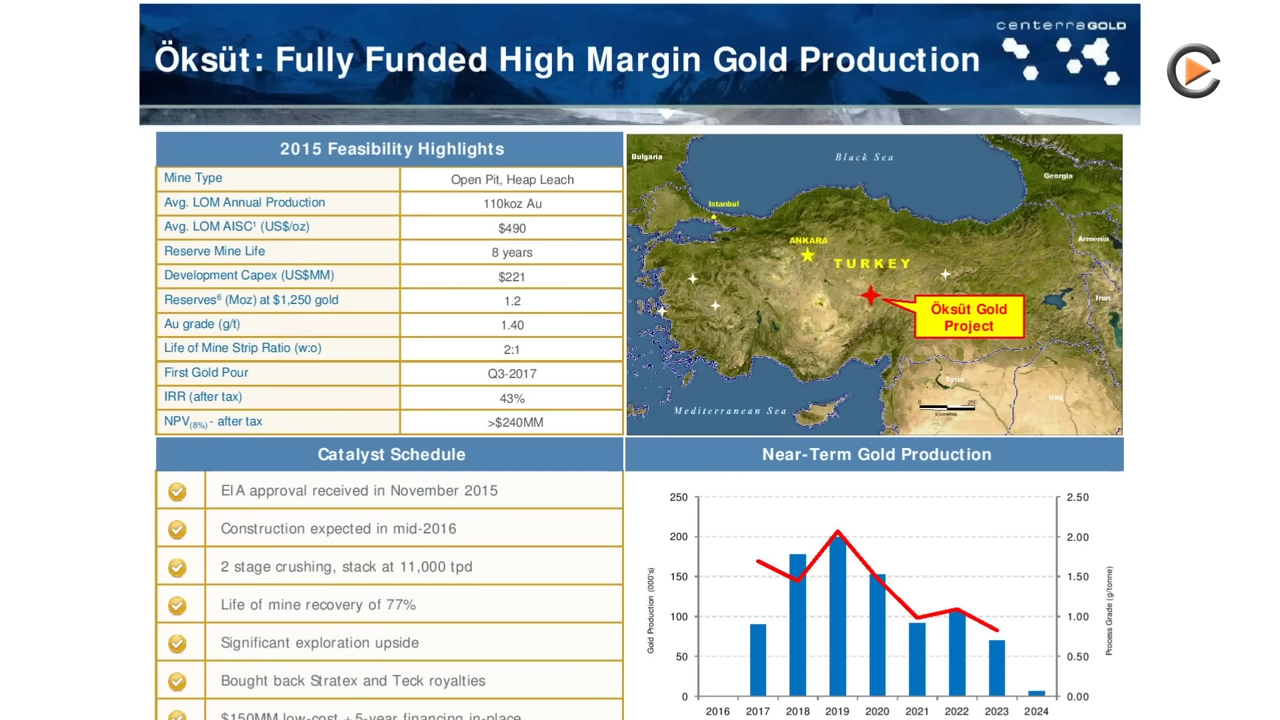 centerraGOLD
Öksüt: Fully Funded High Margin Gold Production
2015 Feasibility Highlights
Mine Type Open Pit, Heap Leach
Avg. LOM Annual Production 110koz Au
Avg. LOM AISC¹ (US$/oz) $490
Reserve Mine Life 8 years
Development Capex (US$MM) $221
Reserves⁶ (Moz) at $1,250 gold 1.2
Au grade (g/t) 1.40
Life of Mine Strip Ratio (w:o) 2:1
First Gold Pour Q3-2017
IRR (after tax) 43%
NPV(8%) - after tax >$240MM
Bulgaria
Black Sea
Georgia
Istanbul
ANKARA
Armenia
TURKEY
Iran
Öksüt Gold
Project
Syria
Iraq
0 250
kilometres
Mediterranean Sea
Catalyst Schedule
EIA approval received in November 2015
Construction expected in mid-2016
2 stage crushing, stack at 11,000 tpd
Life of mine recovery of 77%
Significant exploration upside
Bought back Stratex and Teck royalties
$150MM low-cost + 5-year financing in-place
Near-Term Gold Production
250 2.50
200 2.00
150 1.50
100 1.00
50 0.50
0 0.00
Gold Production (000's)
Process Grade (g/tonne)
2016 2017 2018 2019 2020 2021 2022 2023 2024